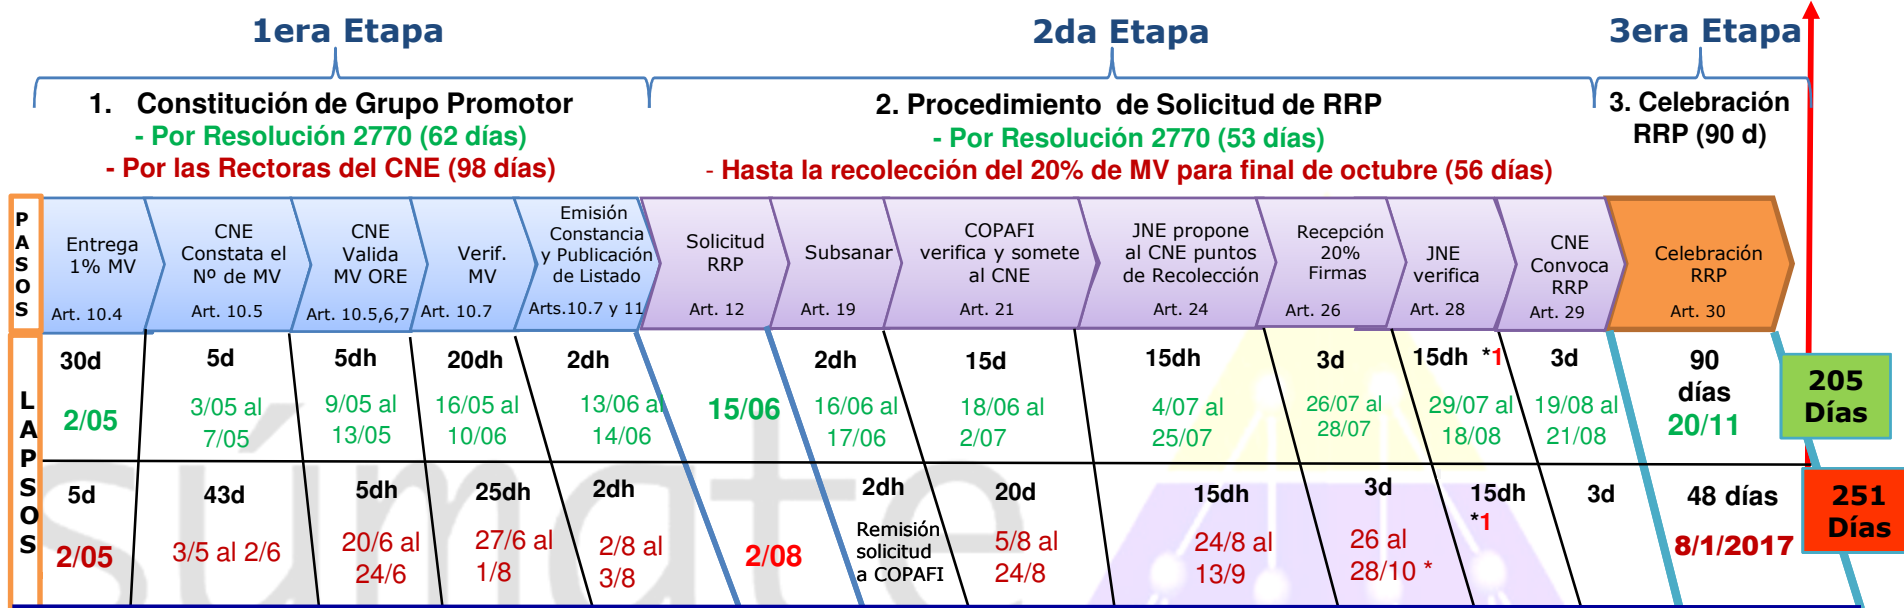 1era Etapa
2da Etapa
3era Etapa
1. Constitución de Grupo Promotor
- Por Resolución 2770 (62 días)
- Por las Rectoras del CNE (98 días)
2. Procedimiento de Solicitud de RRP
- Por Resolución 2770 (53 días)
- Hasta la recolección del 20% de MV para final de octubre (56 días)
3. Celebración
RRP (90 d)
PASOS
Entrega
1% MV
Art. 10.4
CNE
Constata el
Nº de MV
Art. 10.5
CNE
Valida
MV ORE
Art. 10.5,6,7
Verif.
MV
Art. 10.7
Emisión
Constancia
y Publicación
de Listado
Arts.10.7 y 11
Solicitud
RRP
Art. 12
Subsanar
Art. 19
COPAFI
verifica y somete
al CNE
Art. 21
JNE propone
al CNE puntos
de Recolección
Art. 24
Recepción
20%
Firmas
Art. 26
JNE
verifica
Art. 28
CNE
Convoca
RRP
Art. 29
Celebración
RRP
Art. 30
LAPSOS
30d
2/05
5d
3/05 al
7/05
5dh
9/05 al
13/05
20dh
16/05 al
10/06
2dh
13/06 al
14/06
15/06
2dh
16/06 al
17/06
15d
18/06 al
2/07
15dh
4/07 al
25/07
3d
26/07 al
28/07
15dh *1
29/07 al
18/08
3d
19/08 al
21/08
90
días
20/11
205
Días
5d
2/05
43d
3/5 al 2/6
5dh
20/6 al
24/6
25dh
27/6 al
1/8
2dh
2/8 al
3/8
2/08
2dh
Remisión
solicitud
a COPAFI
20d
5/8 al
24/8
15dh
24/8 al
13/9
3d
26 al
28/10 *
15dh
*1
3d
48 días
8/1/2017
251
Días
súmate